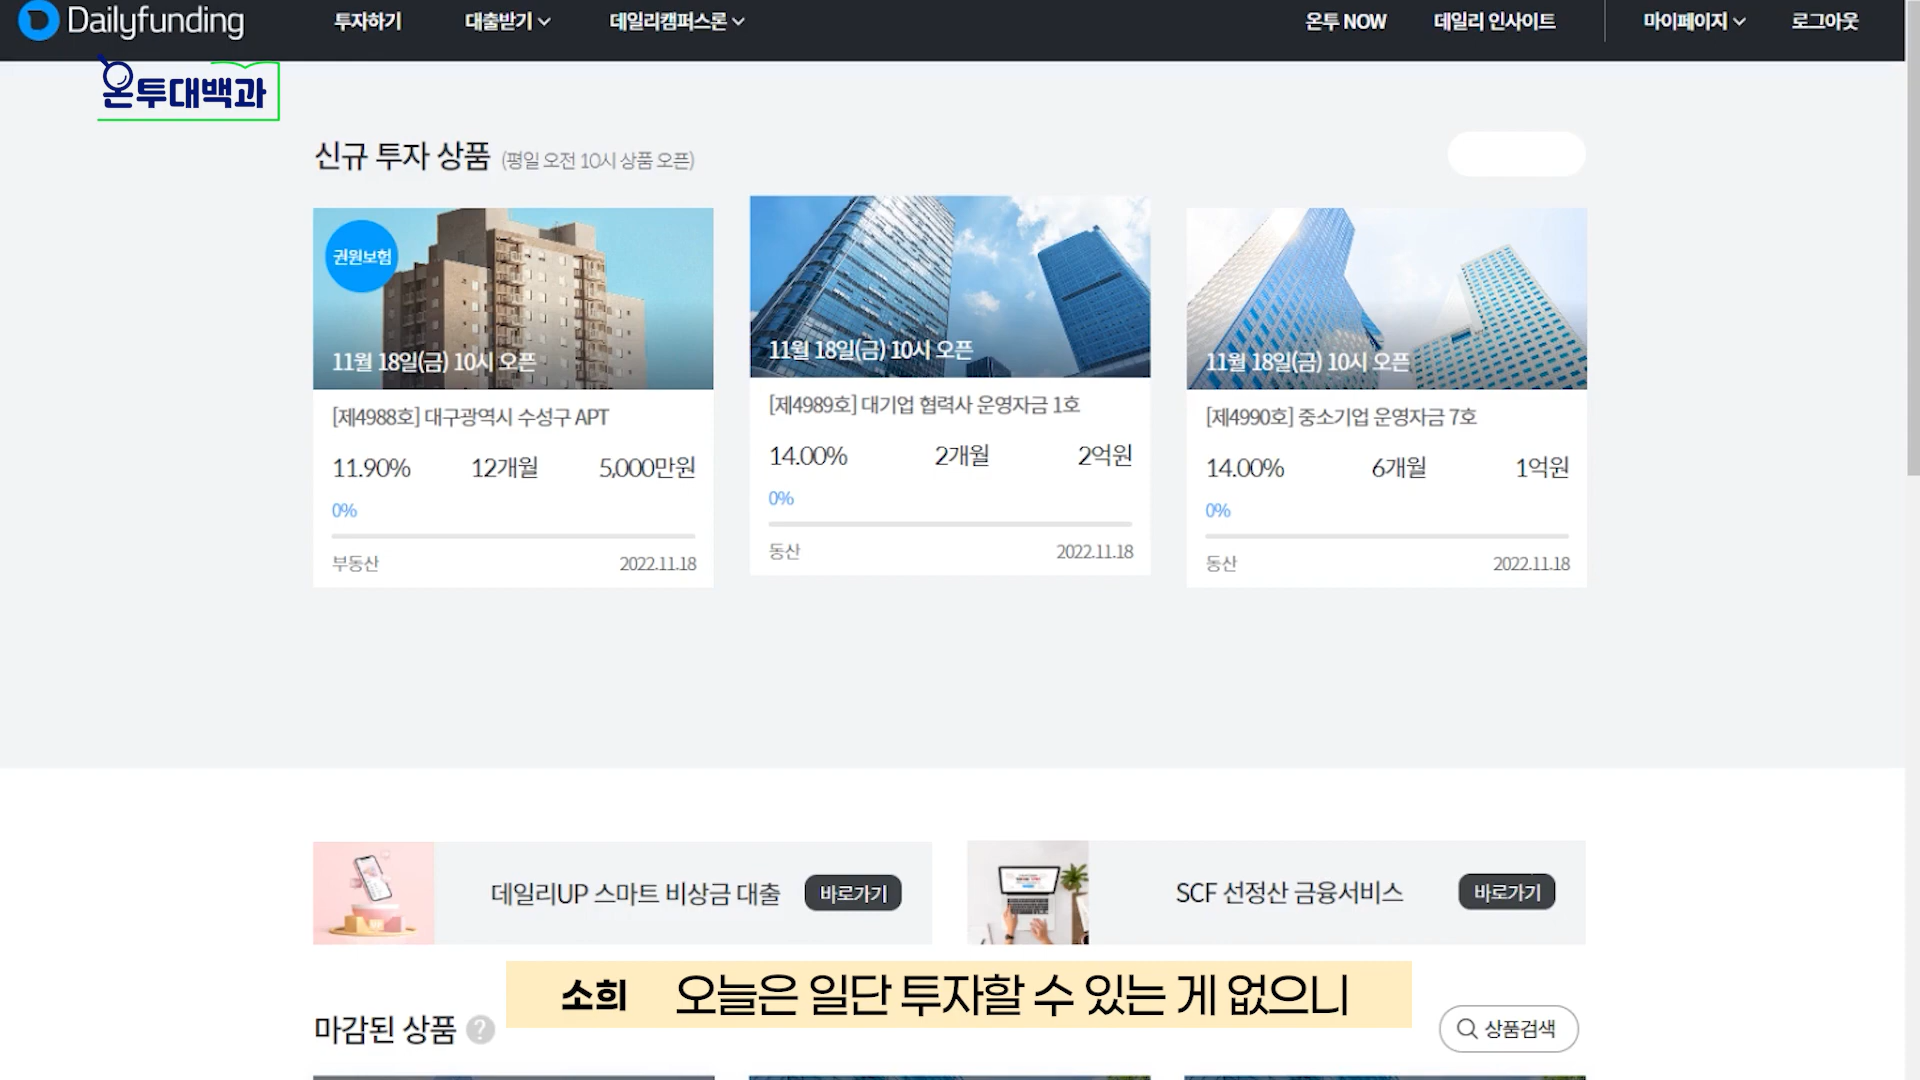 Dailyfunding 투자하기 대출받기 데일리캠퍼스론 온투 NOW 데일리 인사이트 마이페이지 로그아웃
온투대백과
신규 투자 상품 (평일 오전 10시 상품 오픈)
권원보험
11월 18일(금) 10시 오픈
[제4988호] 대구광역시 수성구 APT
11.90% 12개월 5,000만원
0%
부동산 2022.11.18
11월 18일(금) 10시 오픈
[제4989호] 대기업 협력사 운영자금 1호
14.00% 2개월 2억원
0%
동산 2022.11.18
11월 18일(금) 10시 오픈
[제4990호] 중소기업 운영자금 7호
14.00% 6개월 1억원
0%
동산 2022.11.18
데일리UP 스마트 비상금 대출 바로가기
SCF 선정산 금융서비스 바로가기
소희 오늘은 일단 투자할 수 있는 게 없으니
마감된 상품 ? 상품검색